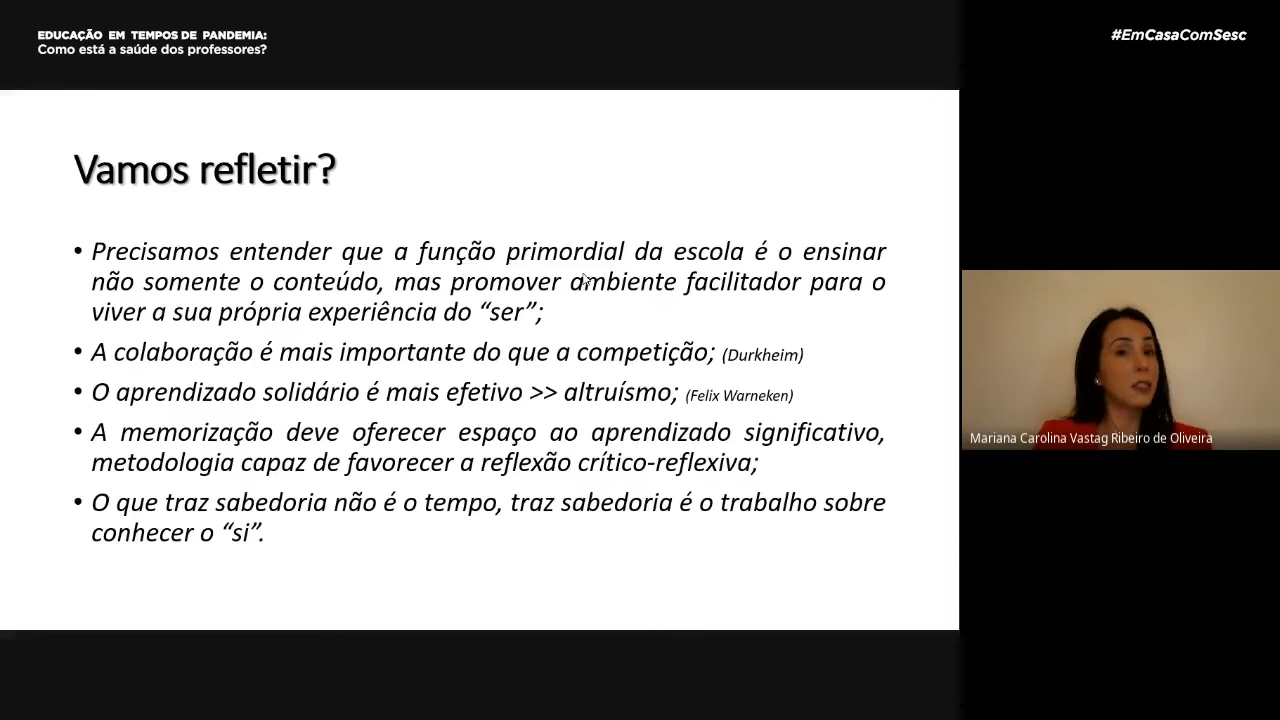 EDUCAÇÃO EM TEMPOS DE PANDEMIA:
Como está a saúde dos professores?
#EmCasaComSesc
Vamos refletir?
• Precisamos entender que a função primordial da escola é o ensinar
não somente o conteúdo, mas promover ambiente facilitador para o
viver a sua própria experiência do “ser”;
• A colaboração é mais importante do que a competição; (Durkheim)
• O aprendizado solidário é mais efetivo >> altruísmo; (Felix Warneken)
• A memorização deve oferecer espaço ao aprendizado significativo,
metodologia capaz de favorecer a reflexão crítico-reflexiva;
• O que traz sabedoria não é o tempo, traz sabedoria é o trabalho sobre
conhecer o “si”.
Mariana Carolina Vastag Ribeiro de Oliveira